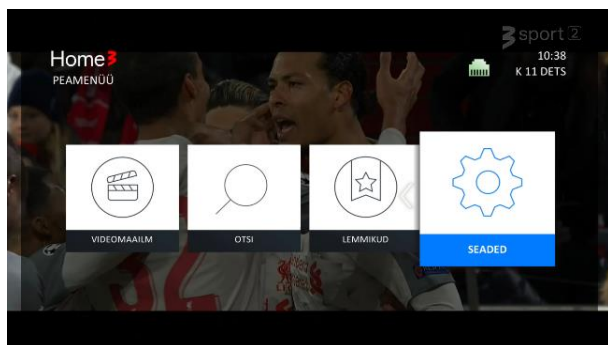 3sport 2
Home3
10:38
PEAMENÜÜ
K 11 DETS
VIDEOMAAILM
OTSI
LEMMIKUD
SEADED